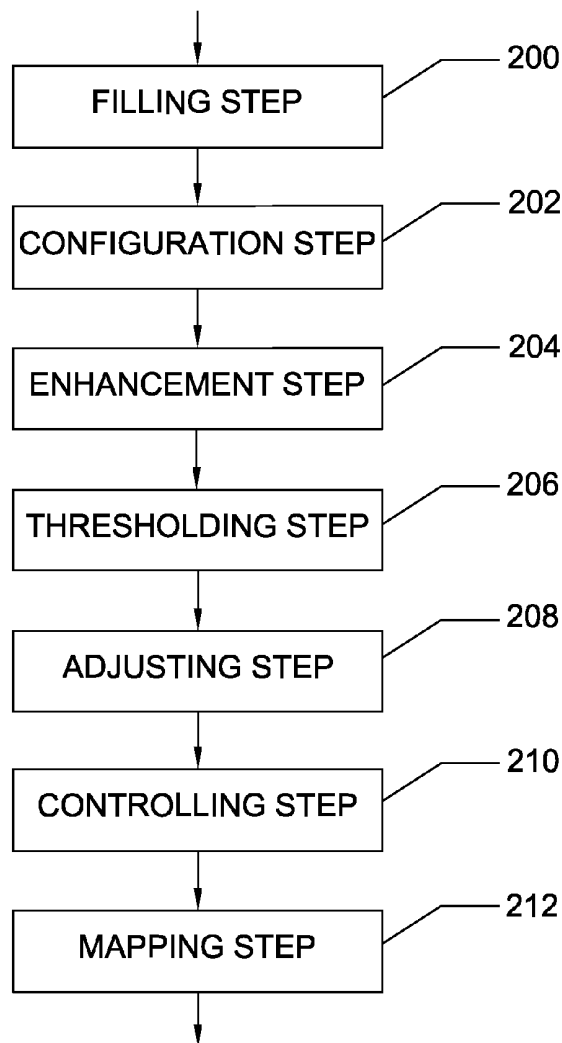 200
FILLING STEP
202
CONFIGURATION STEP
204
ENHANCEMENT STEP
206
THRESHOLDING STEP
208
ADJUSTING STEP
210
CONTROLLING STEP
212
MAPPING STEP